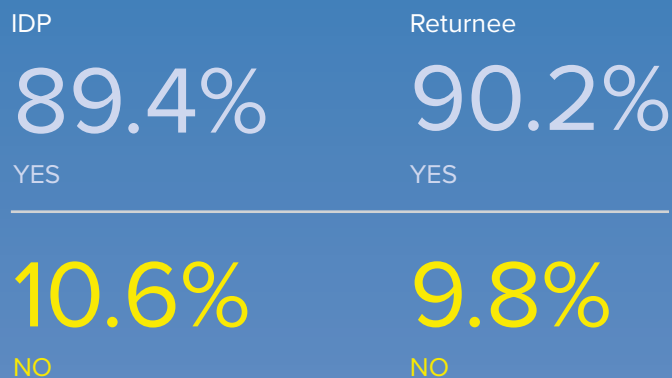 IDP
89.4%
YES
10.6%
NO
Returnee
90.2%
YES
9.8%
NO